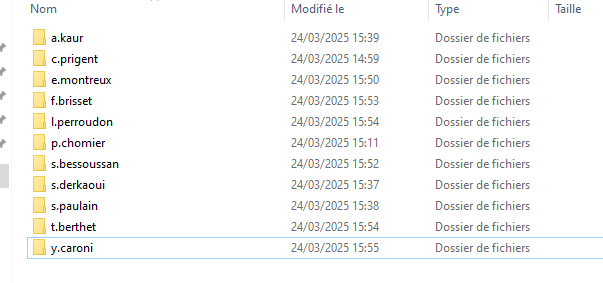 Nom Modifié le Type Taille
a.kaur 24/03/2025 15:39 Dossier de fichiers
c.prigent 24/03/2025 14:59 Dossier de fichiers
e.montreux 24/03/2025 15:50 Dossier de fichiers
f.brisset 24/03/2025 15:53 Dossier de fichiers
l.perroudon 24/03/2025 15:54 Dossier de fichiers
p.chomier 24/03/2025 15:11 Dossier de fichiers
s.bessoussan 24/03/2025 15:52 Dossier de fichiers
s.derkaoui 24/03/2025 15:37 Dossier de fichiers
s.paulain 24/03/2025 15:38 Dossier de fichiers
t.berthet 24/03/2025 15:54 Dossier de fichiers
y.caroni 24/03/2025 15:55 Dossier de fichiers